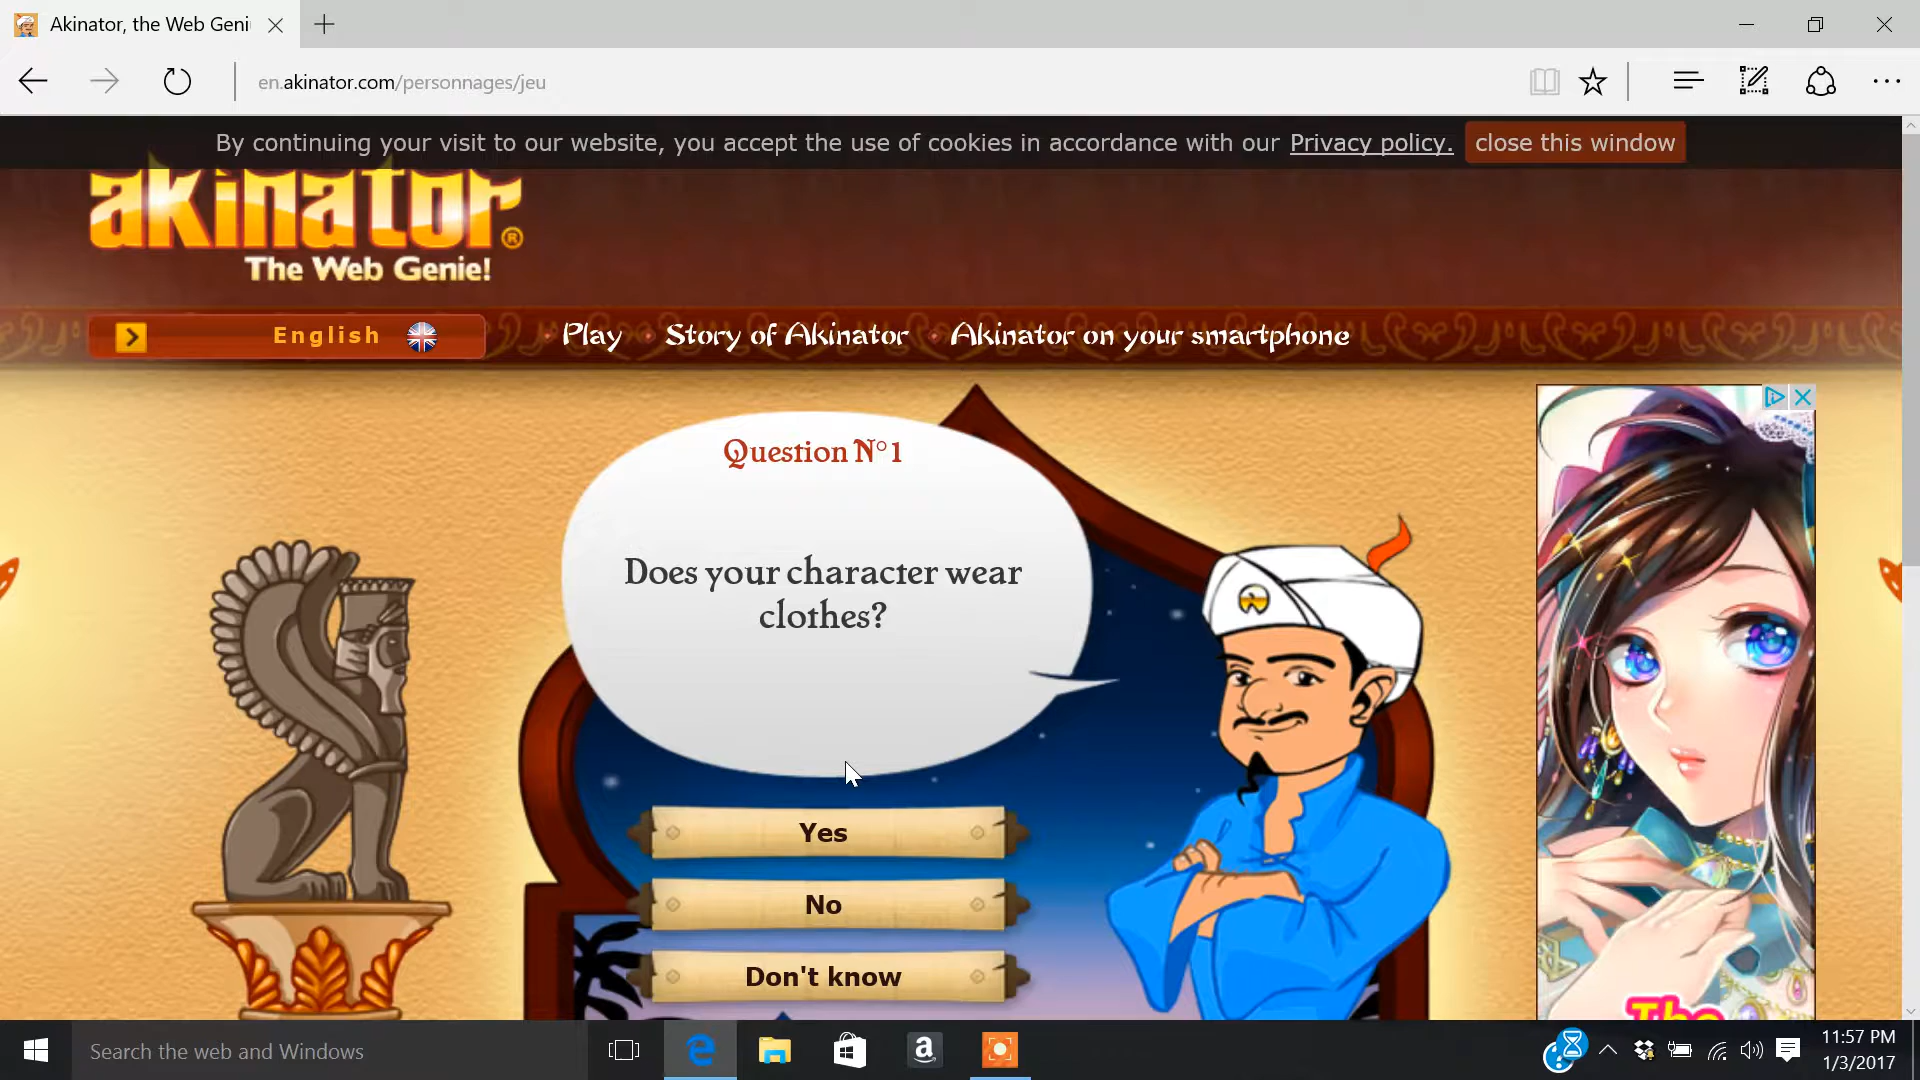 Akinator, the Web Geni
en.akinator.com/personnages/jeu
By continuing your visit to our website, you accept the use of cookies in accordance with our Privacy policy. close this window
akinator®
The Web Genie!
English
Play
Story of Akinator
Akinator on your smartphone
Question N°1
Does your character wear
clothes?
Yes
No
Don't know
The
Search the web and Windows
a
11:57 PM
1/3/2017